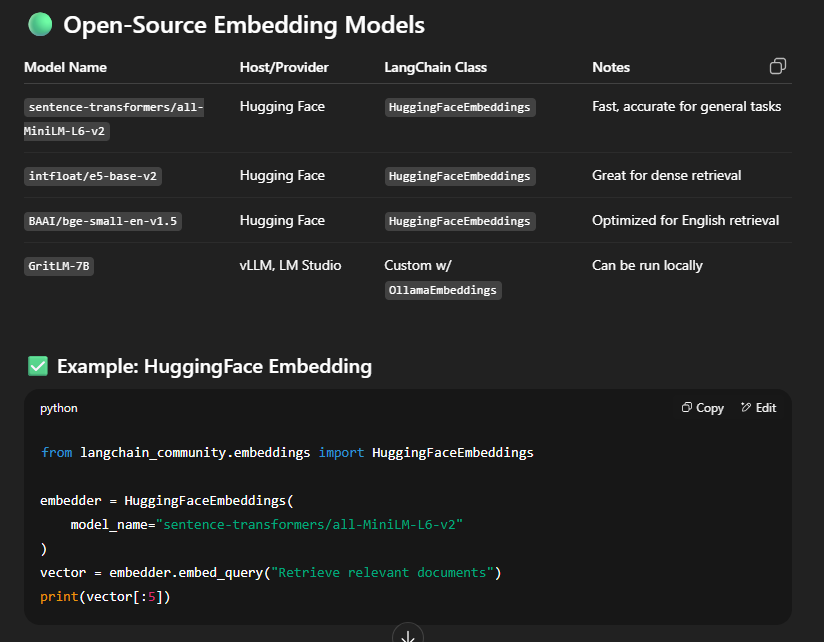 Open-Source Embedding Models
Model Name Host/Provider LangChain Class Notes
sentence-transformers/all- Hugging Face HuggingFaceEmbeddings Fast, accurate for general tasks
MiniLM-L6-v2
intfloat/e5-base-v2 Hugging Face HuggingFaceEmbeddings Great for dense retrieval
BAAI/bge-small-en-v1.5 Hugging Face HuggingFaceEmbeddings Optimized for English retrieval
GritLM-7B vLLM, LM Studio Custom w/ Can be run locally
OllamaEmbeddings
Example: HuggingFace Embedding
python Copy Edit
from langchain_community.embeddings import HuggingFaceEmbeddings
embedder = HuggingFaceEmbeddings(
    model_name="sentence-transformers/all-MiniLM-L6-v2"
)
vector = embedder.embed_query("Retrieve relevant documents")
print(vector[:5])